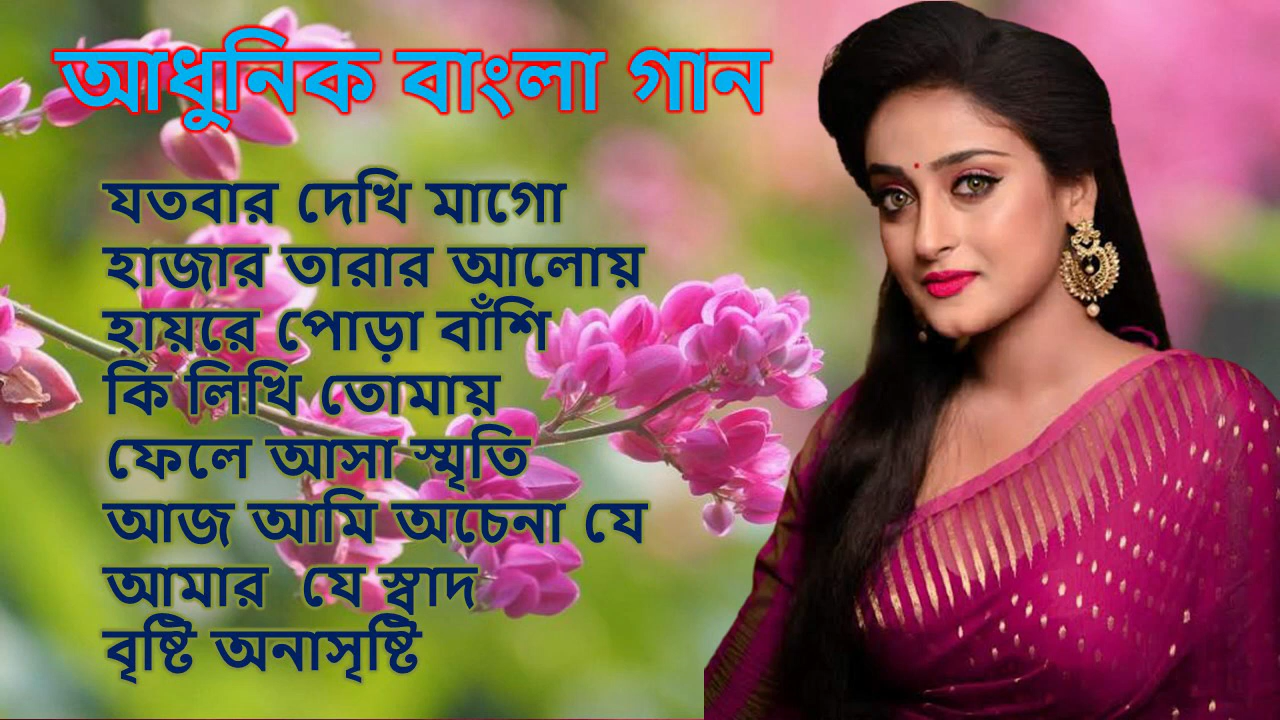 আধুনিক বাংলা গান
যতবার দেখি মাগো
হাজার তারার আলোয়
হায়রে পোড়া বাঁশি
কি লিখি তোমায়
ফেলে আসা স্মৃতি
আজ আমি অচেনা যে
আমার যে স্বাদ
বৃষ্টি অনাসৃষ্টি